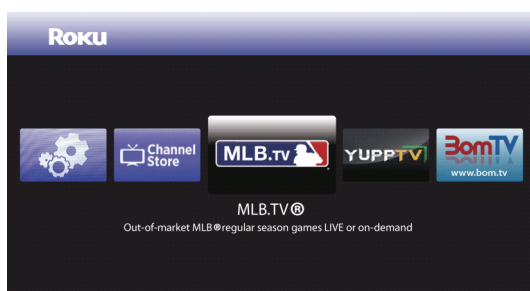 Roku
Channel
Store
MLB.TV
YUPPTV
BomTV
www.bom.tv
MLB.TV®
Out-of-market MLB®regular season games LIVE or on-demand